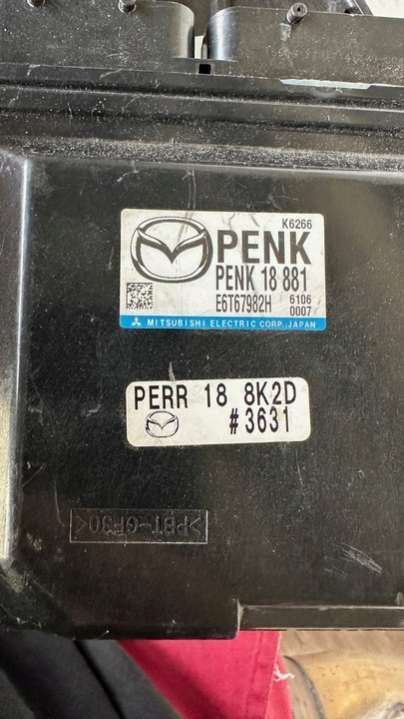 K6266
PENK
PENK 18 881
E6T67982H
6106
0007
MITSUBISHI ELECTRIC CORP. JAPAN
PERR 18 8K2D
#3631
>PBT-GF30<